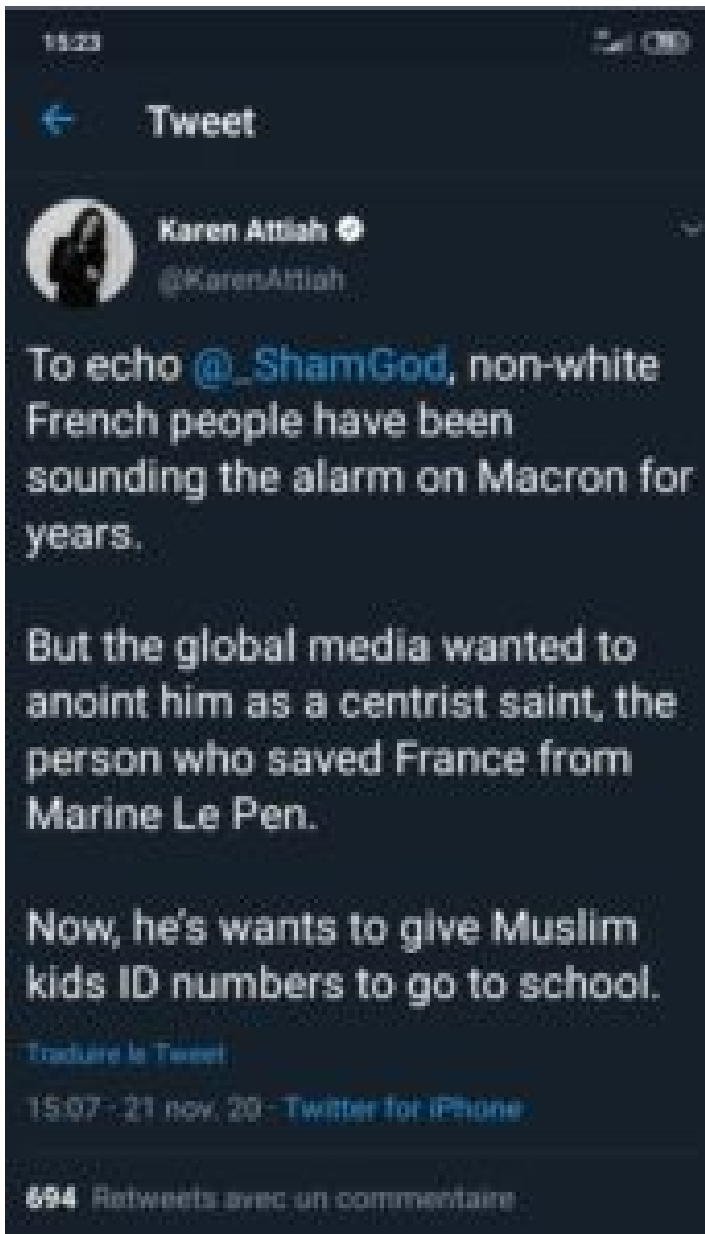 15:23
Tweet
Karen Attiah
@KarenAttiah
To echo @_ShamGod, non-white
French people have been
sounding the alarm on Macron for
years.
But the global media wanted to
anoint him as a centrist saint, the
person who saved France from
Marine Le Pen.
Now, he's wants to give Muslim
kids ID numbers to go to school.
Traduire le Tweet
15:07 · 21 nov. 20 · Twitter for iPhone
694 Retweets avec un commentaire